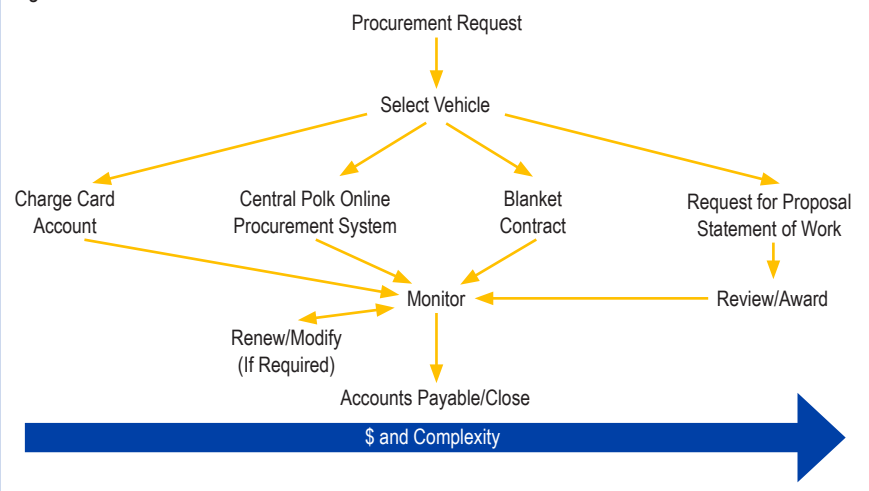 Procurement Request
Select Vehicle
Charge Card
Account
Central Polk Online
Procurement System
Blanket
Contract
Request for Proposal
Statement of Work
Monitor
Review/Award
Renew/Modify
(If Required)
Accounts Payable/Close
$ and Complexity